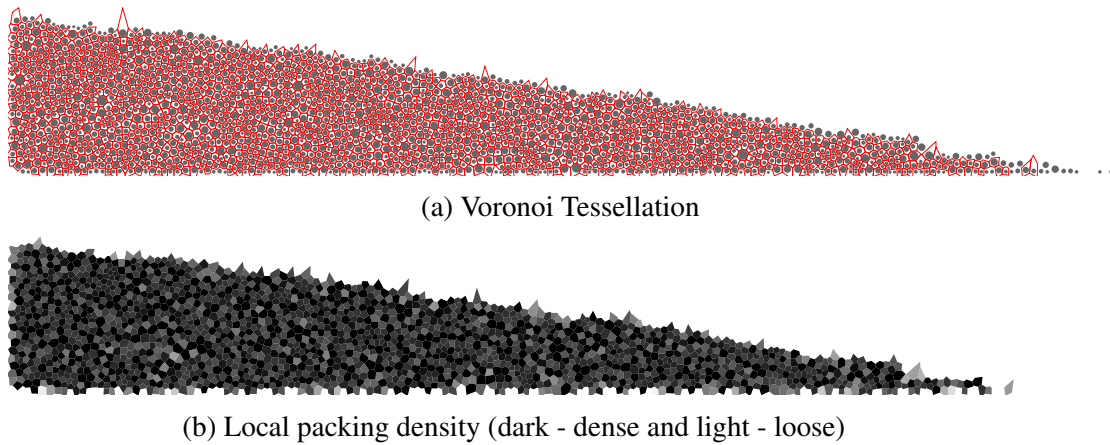 (a) Voronoi Tessellation
(b) Local packing density (dark - dense and light - loose)